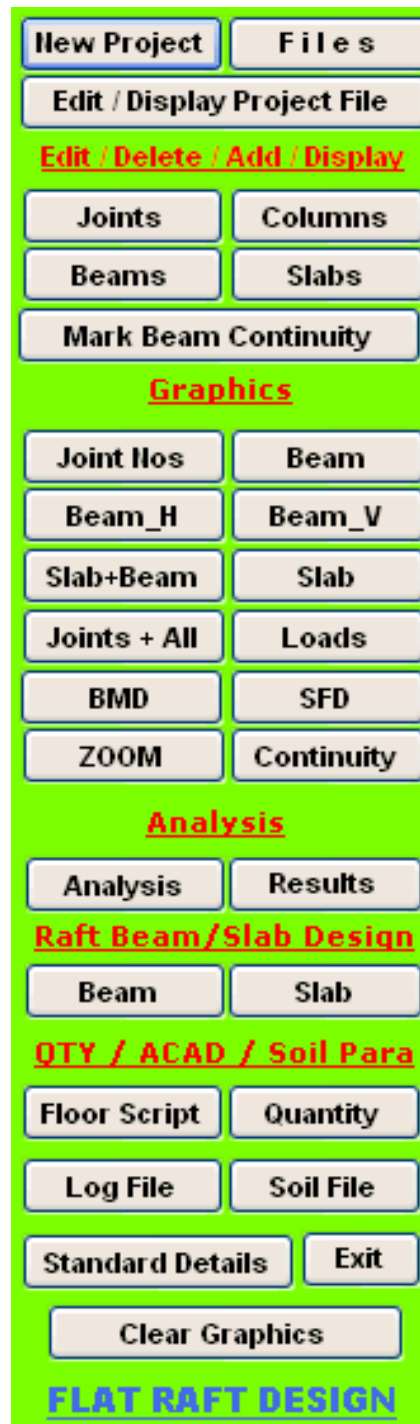 New Project F i l e s
Edit / Display Project File
Edit / Delete / Add / Display
Joints Columns
Beams Slabs
Mark Beam Continuity
Graphics
Joint Nos Beam
Beam_H Beam_V
Slab+Beam Slab
Joints + All Loads
BMD SFD
ZOOM Continuity
Analysis
Analysis Results
Raft Beam/Slab Design
Beam Slab
QTY / ACAD / Soil Para
Floor Script Quantity
Log File Soil File
Standard Details Exit
Clear Graphics
FLAT RAFT DESIGN